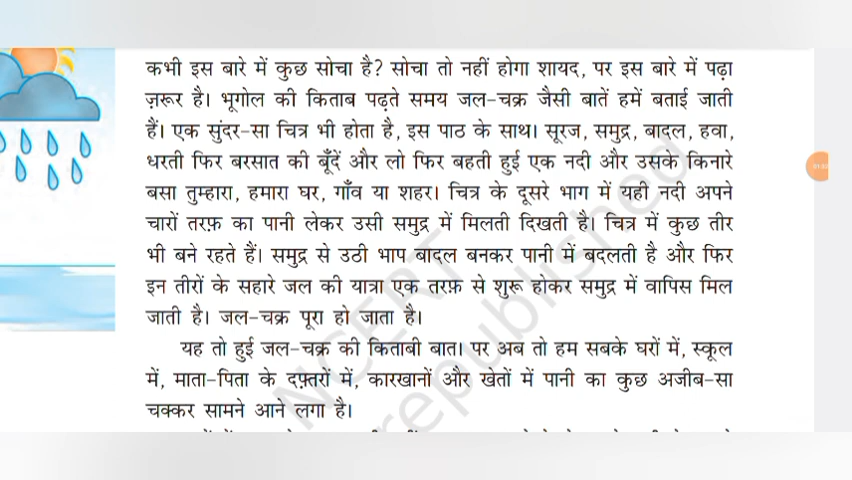 कभी इस बारे में कुछ सोचा है? सोचा तो नहीं होगा शायद, पर इस बारे में पढ़ा
ज़रूर है। भूगोल की किताब पढ़ते समय जल-चक्र जैसी बातें हमें बताई जाती
हैं। एक सुंदर-सा चित्र भी होता है, इस पाठ के साथ। सूरज, समुद्र, बादल, हवा,
धरती फिर बरसात की बूँदें और लो फिर बहती हुई एक नदी और उसके किनारे
बसा तुम्हारा, हमारा घर, गाँव या शहर। चित्र के दूसरे भाग में यही नदी अपने
चारों तरफ़ का पानी लेकर उसी समुद्र में मिलती दिखती है। चित्र में कुछ तीर
भी बने रहते हैं। समुद्र से उठी भाप बादल बनकर पानी में बदलती है और फिर
इन तीरों के सहारे जल की यात्रा एक तरफ़ से शुरू होकर समुद्र में वापिस मिल
जाती है। जल-चक्र पूरा हो जाता है।
यह तो हुई जल-चक्र की किताबी बात। पर अब तो हम सबके घरों में, स्कूल
में, माता-पिता के दफ़्तरों में, कारखानों और खेतों में पानी का कुछ अजीब-सा
चक्कर सामने आने लगा है।
NCERT
republished